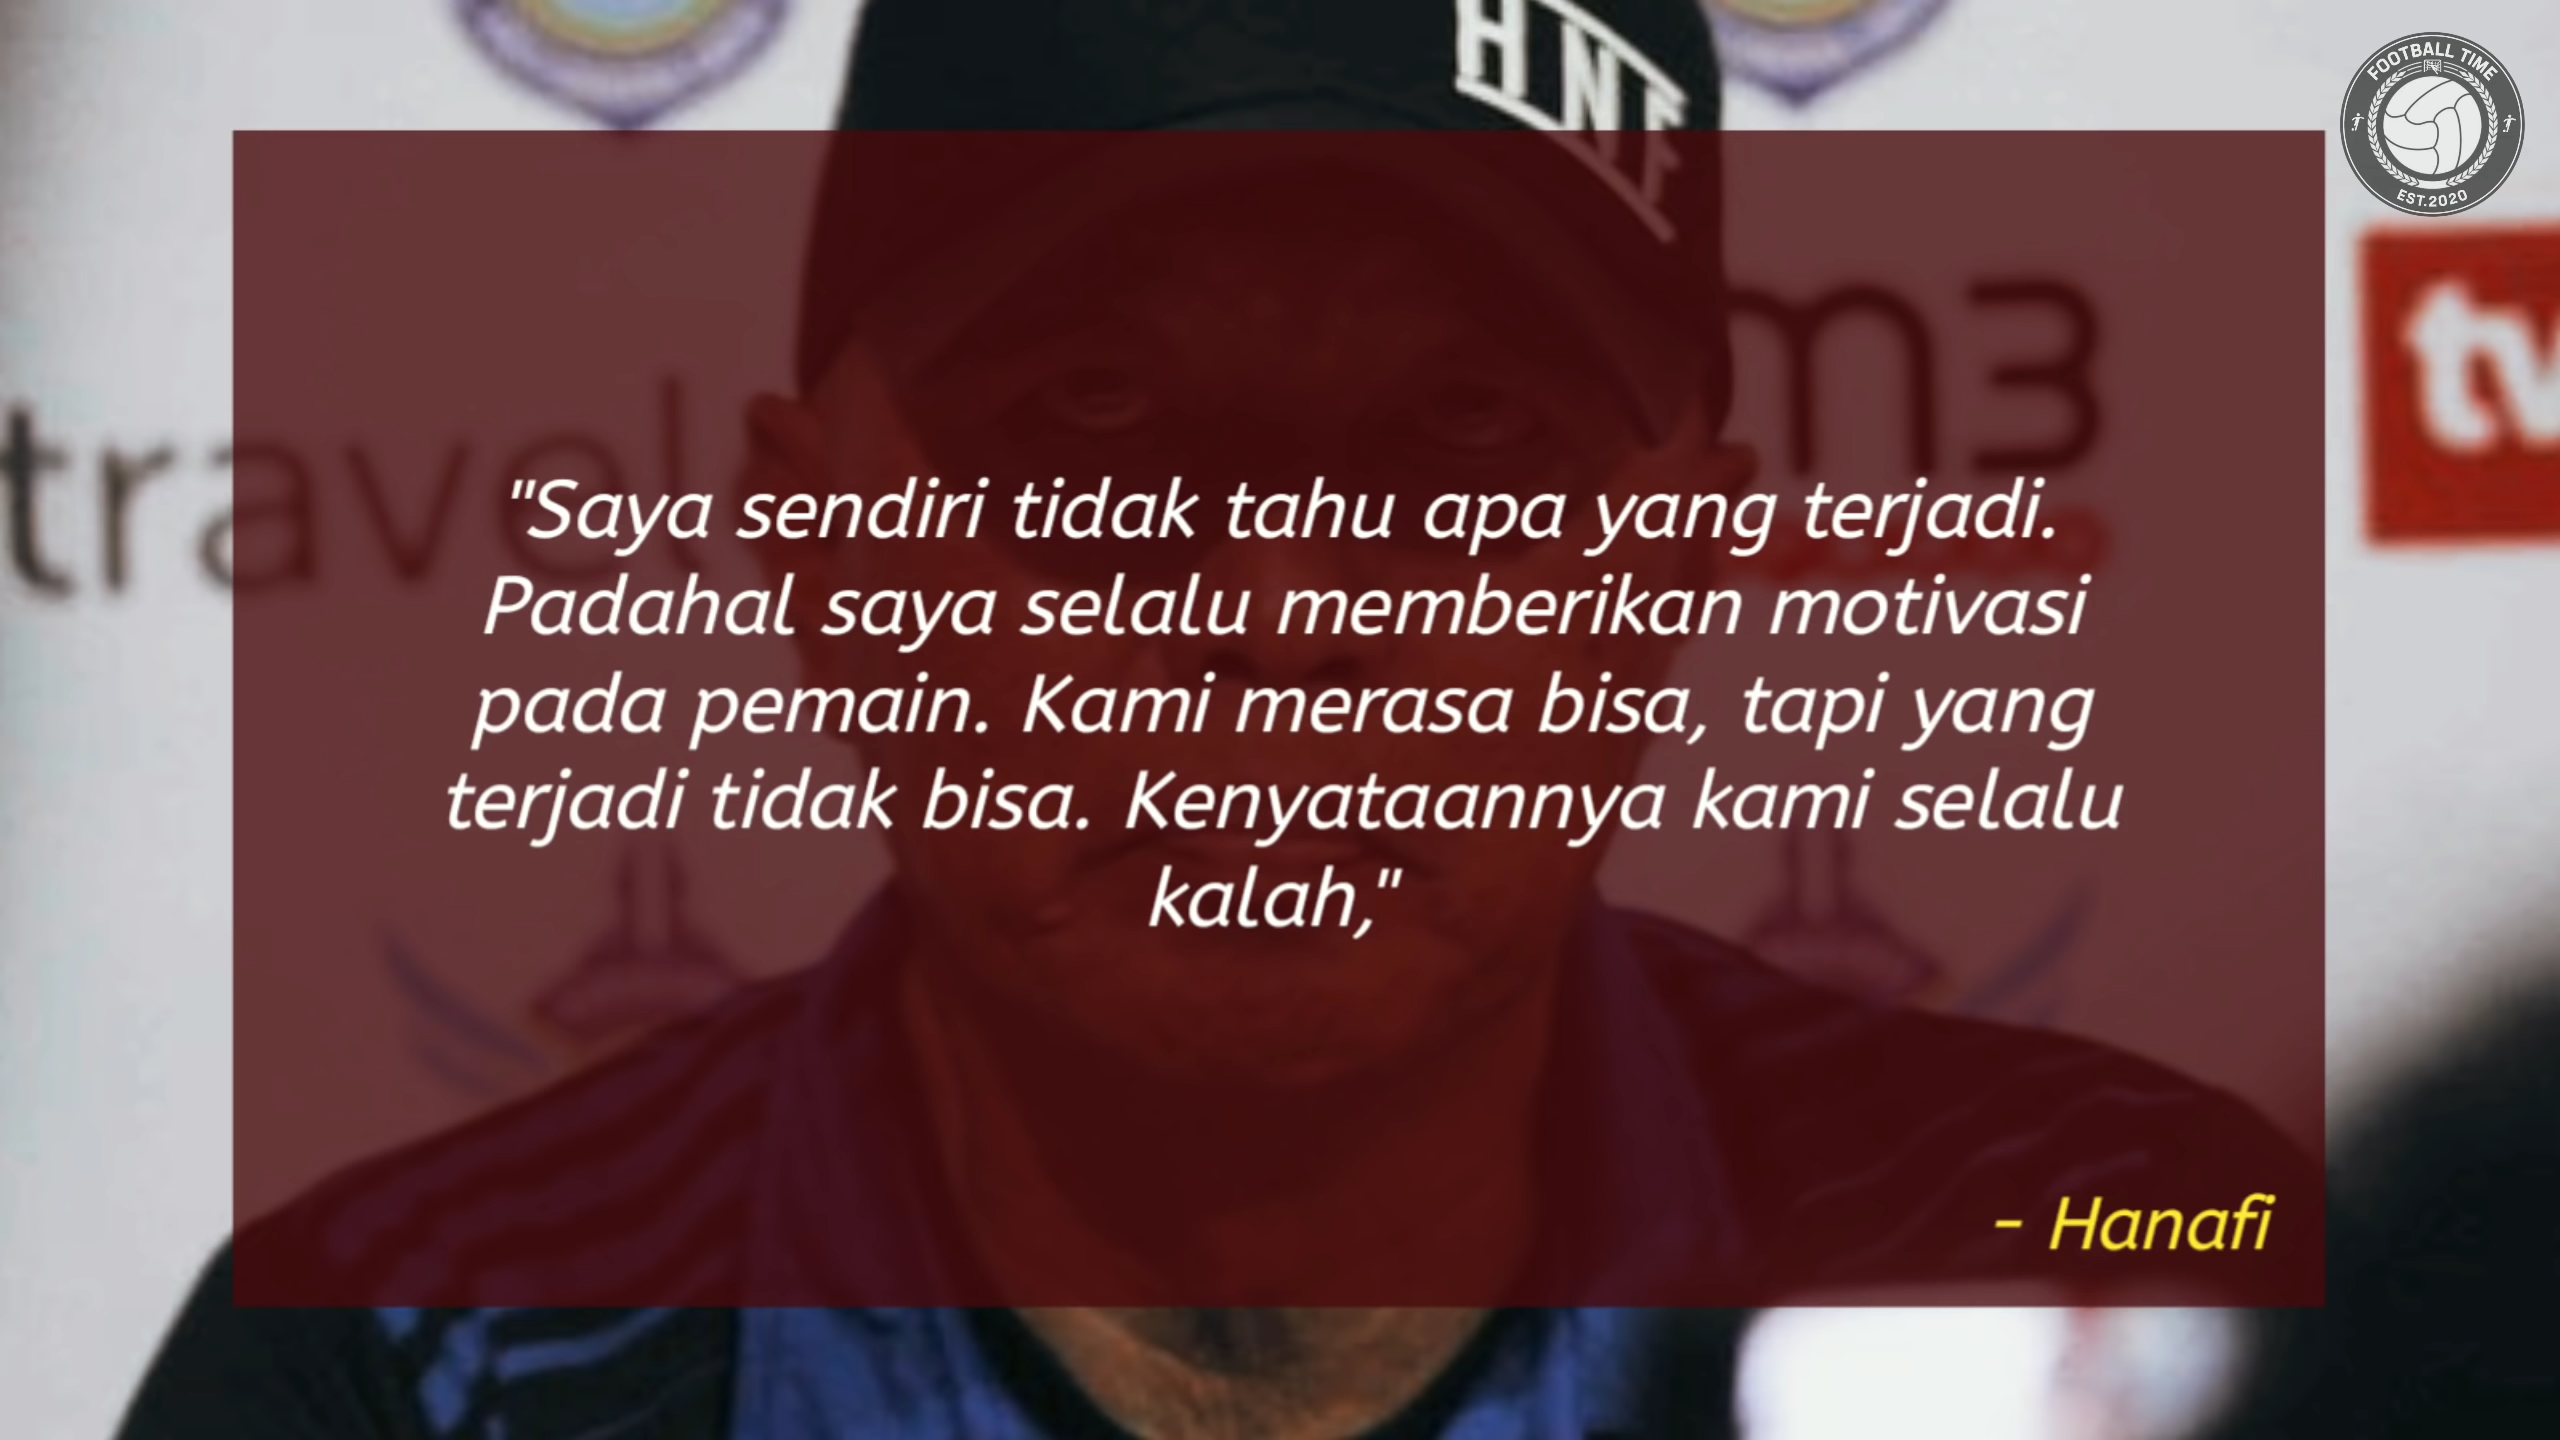 HNF
FOOTBALL TIME
EST.2020
travel
m3
"Saya sendiri tidak tahu apa yang terjadi.
Padahal saya selalu memberikan motivasi
pada pemain. Kami merasa bisa, tapi yang
terjadi tidak bisa. Kenyataannya kami selalu
kalah,"
- Hanafi